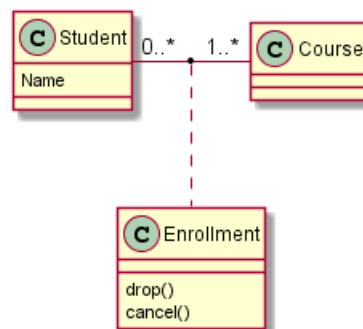 C Student
0..*
1..*
C Course
Name
C Enrollment
drop()
cancel()